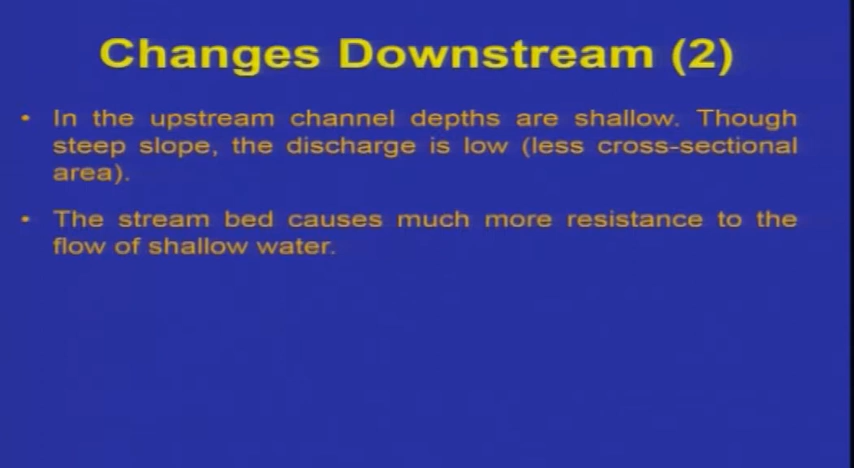 Changes Downstream (2)
• In the upstream channel depths are shallow. Though
steep slope, the discharge is low (less cross-sectional
area).
• The stream bed causes much more resistance to the
flow of shallow water.